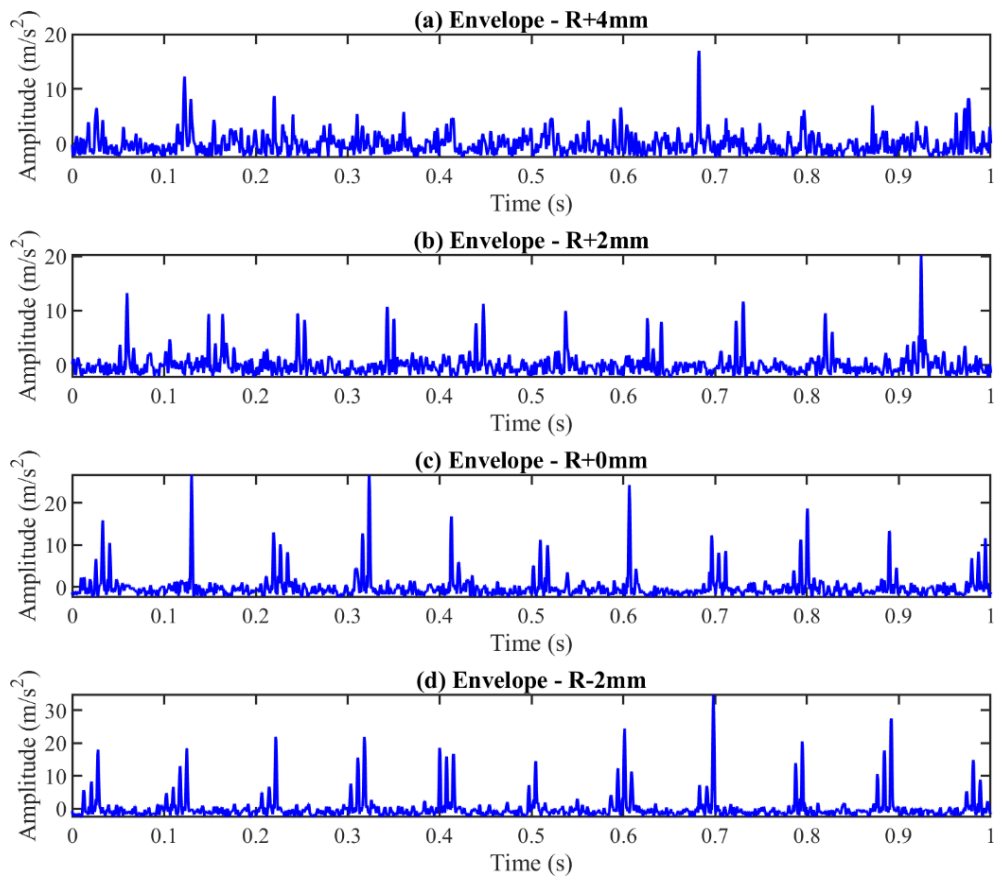 (a) Envelope - R+4mm
Amplitude (m/s²)
20
10
0
0 0.1 0.2 0.3 0.4 0.5 0.6 0.7 0.8 0.9 1
Time (s)
(b) Envelope - R+2mm
Amplitude (m/s²)
20
10
0
0 0.1 0.2 0.3 0.4 0.5 0.6 0.7 0.8 0.9 1
Time (s)
(c) Envelope - R+0mm
Amplitude (m/s²)
20
10
0
0 0.1 0.2 0.3 0.4 0.5 0.6 0.7 0.8 0.9 1
Time (s)
(d) Envelope - R-2mm
Amplitude (m/s²)
30
20
10
0
0 0.1 0.2 0.3 0.4 0.5 0.6 0.7 0.8 0.9 1
Time (s)